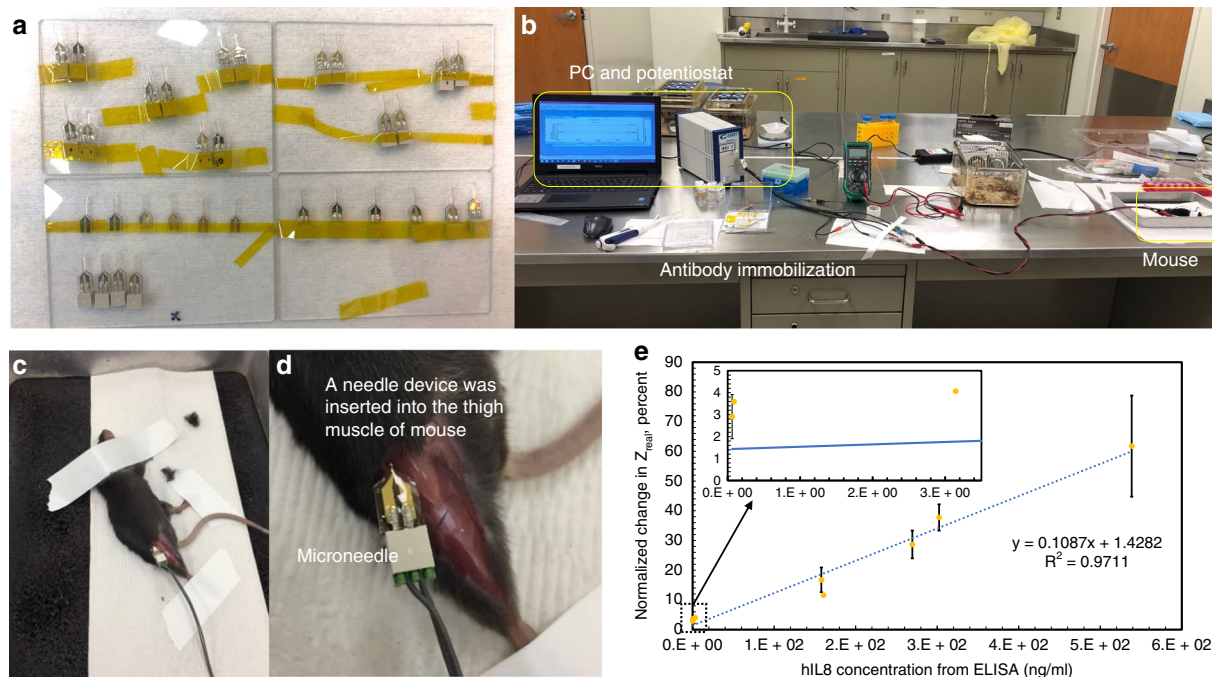 a
b
PC and potentiostat
Antibody immobilization
Mouse
c
d
A needle device was
inserted into the thigh
muscle of mouse
Microneedle
e
Normalized change in Z_real, percent
90
80
70
60
50
40
30
20
10
0
0.E + 00
1.E + 02
2.E + 02
3.E + 02
4.E + 02
5.E + 02
6.E + 02
hIL8 concentration from ELISA (ng/ml)
5
4
3
2
1
0
0.E + 00
1.E + 00
2.E + 00
3.E + 00
y = 0.1087x + 1.4282
R² = 0.9711